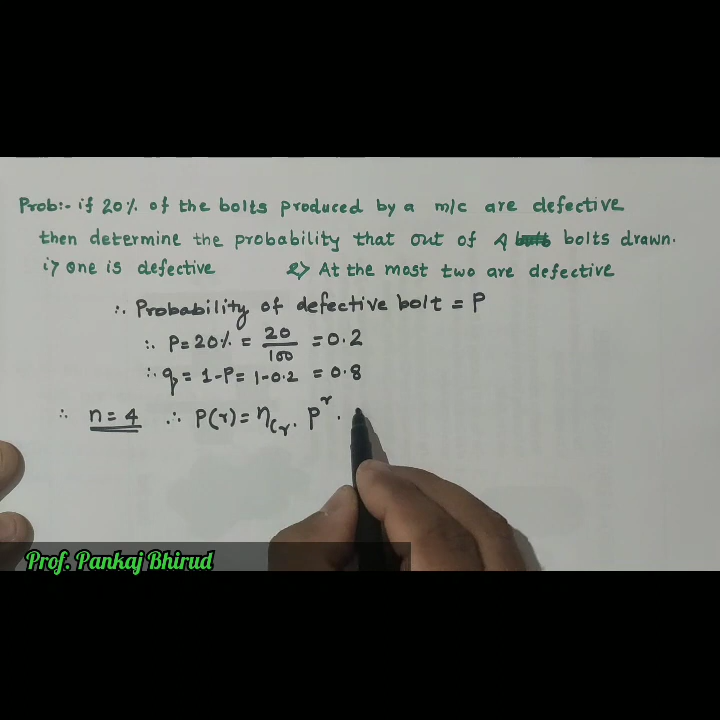 Prob:- if 20% of the bolts produced by a m/c are defective
then determine the probability that out of 4 bolts drawn.
i) one is defective 2) At the most two are defective
∴ Probability of defective bolt = P
∴ P = 20% = 20/100 = 0.2
∴ q = 1-P = 1-0.2 = 0.8
∴ n = 4 ∴ P(r) = nCr. p^r.
Prof. Pankaj Bhirud